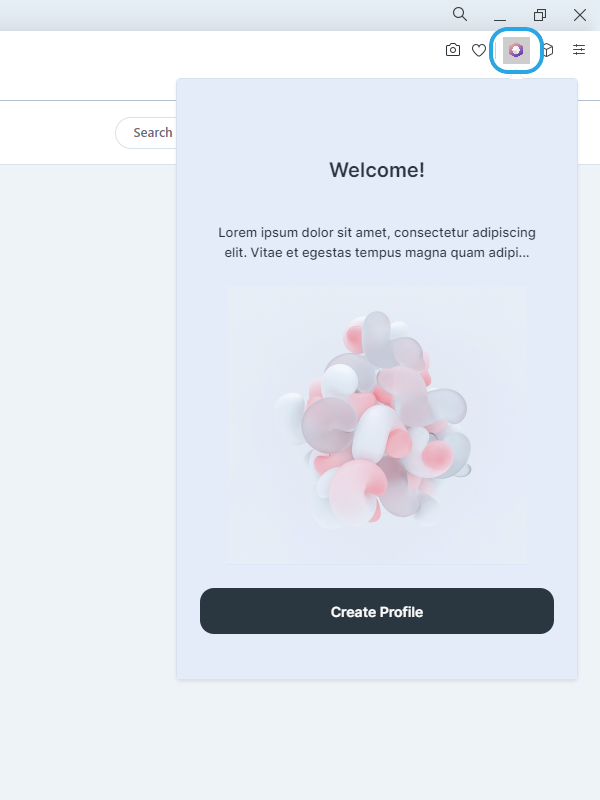 Search
Welcome!
Lorem ipsum dolor sit amet, consectetur adipiscing
elit. Vitae et egestas tempus magna quam adipi...
Create Profile